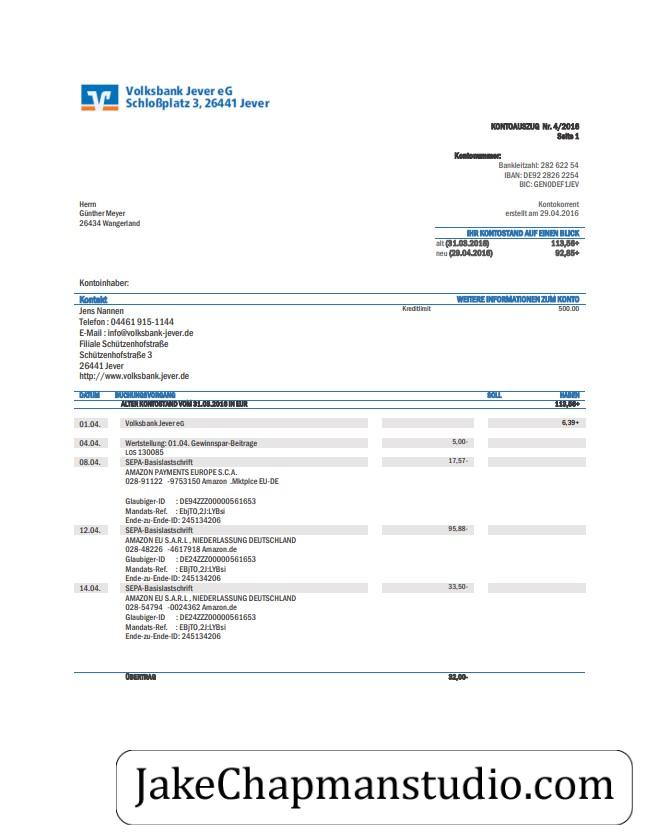 Volksbank Jever eG
Schloßplatz 3, 26441 Jever
KONTOAUSZUG Nr. 4/2016
Seite 1
Kontonummer:
Bankleitzahl: 282 622 54
IBAN: DE92 2826 2254
BIC: GENODEF1JEV
Herrn
Günther Meyer
26434 Wangerland
Kontokorrent
erstellt am 29.04.2016
IHR KONTOSTAND AUF EINEN BLICK
alt (31.03.2016) 113,56+
neu (29.04.2016) 92,85+
Kontoinhaber:
Kontakt WEITERE INFORMATIONEN ZUM KONTO
Jens Nannen Kreditlimit 500.00
Telefon : 04461 915-1144
E-Mail : info@volksbank-jever.de
Filiale Schützenhofstraße
Schützenhofstraße 3
26441 Jever
http://www.volksbank.jever.de
DATUM BUCHUNGSVORGANG SOLL HABEN
ALTER KONTOSTAND VOM 31.03.2016 IN EUR 113,56+
01.04. Volksbank Jever eG 6,39+
04.04. Wertstellung: 01.04. Gewinnspar-Beitrage 5,00-
LOS 130085
08.04. SEPA-Basislastschrift 17,57-
AMAZON PAYMENTS EUROPE S.C.A.
028-91122 -9753150 Amazon .Mktplce EU-DE
Glaubiger-ID : DE94ZZZ00000561653
Mandats-Ref. : EbjTO,2J:LYBsi
Ende-zu-Ende-ID: 245134206
12.04. SEPA-Basislastschrift 95,88-
AMAZON EU S.A.R.L , NIEDERLASSUNG DEUTSCHLAND
028-48226 -4617918 Amazon.de
Glaubiger-ID : DE24ZZZ00000561653
Mandats-Ref. : EBjTO,2J:LYBsi
Ende-zu-Ende-ID: 245134206
14.04. SEPA-Basislastschrift 33,50-
AMAZON EU S.A.R.L , NIEDERLASSUNG DEUTSCHLAND
028-54794 -0024362 Amazon.de
Glaubiger-ID : DE24ZZZ00000561653
Mandats-Ref. : EBjTO,2J:LYBsi
Ende-zu-Ende-ID: 245134206
ÜBERTRAG 32,00-
JakeChapmanstudio.com